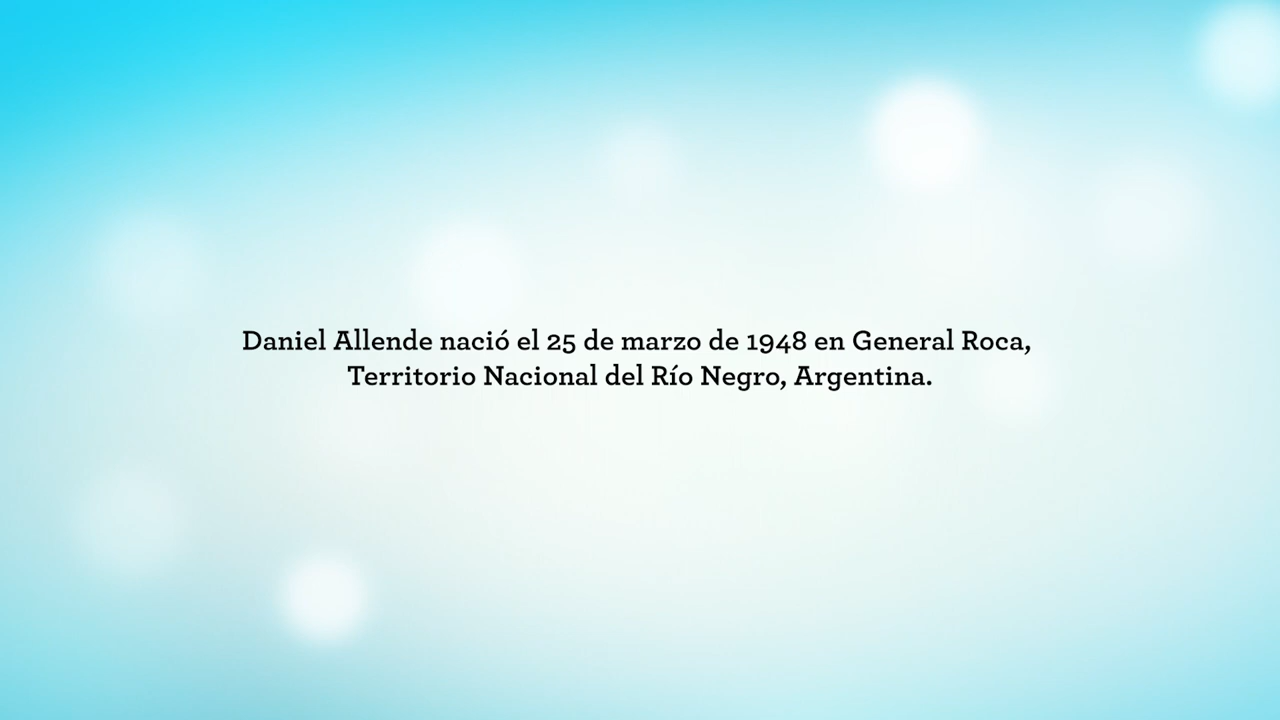 Daniel Allende nació el 25 de marzo de 1948 en General Roca,
Territorio Nacional del Río Negro, Argentina.